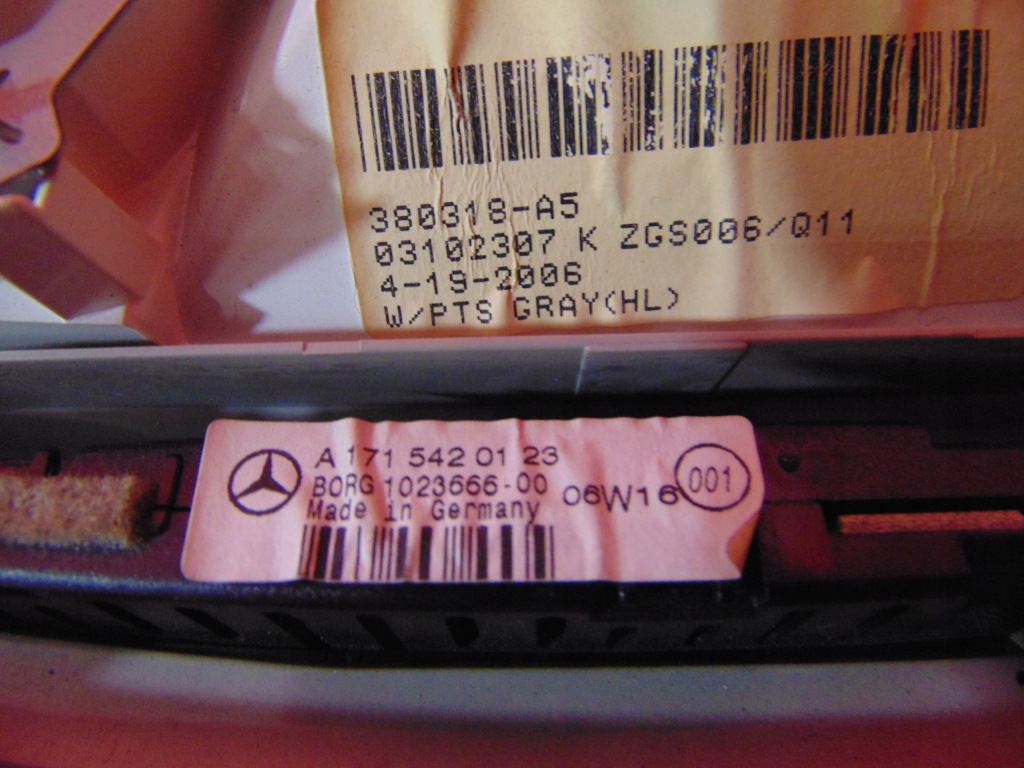 380318-A5
03102307 K ZGS006/Q11
4-19-2006
W/PTS GRAY(HL)
A 171 542 01 23
BORG 1023666-00 06W16 001
Made in Germany